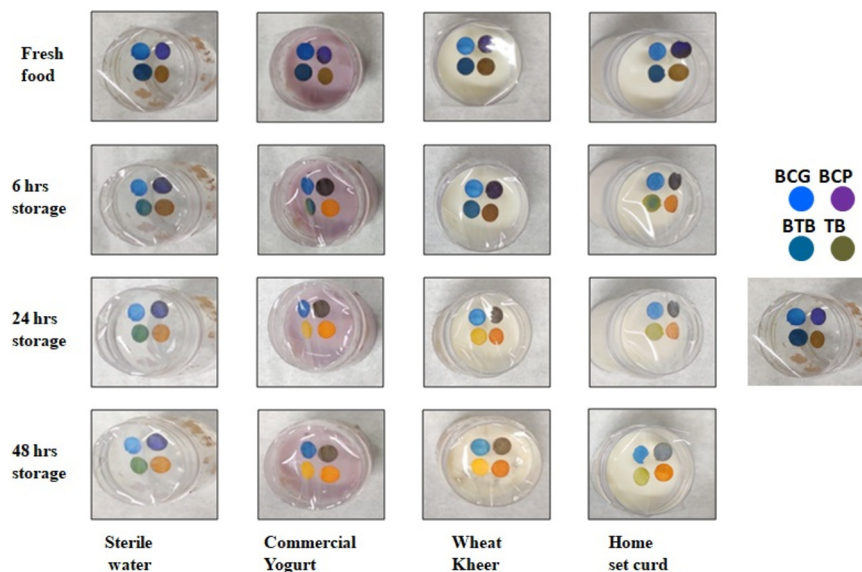 Fresh
food
6 hrs
storage
24 hrs
storage
48 hrs
storage
BCG BCP
BTB TB
Sterile
water
Commercial
Yogurt
Wheat
Kheer
Home
set curd